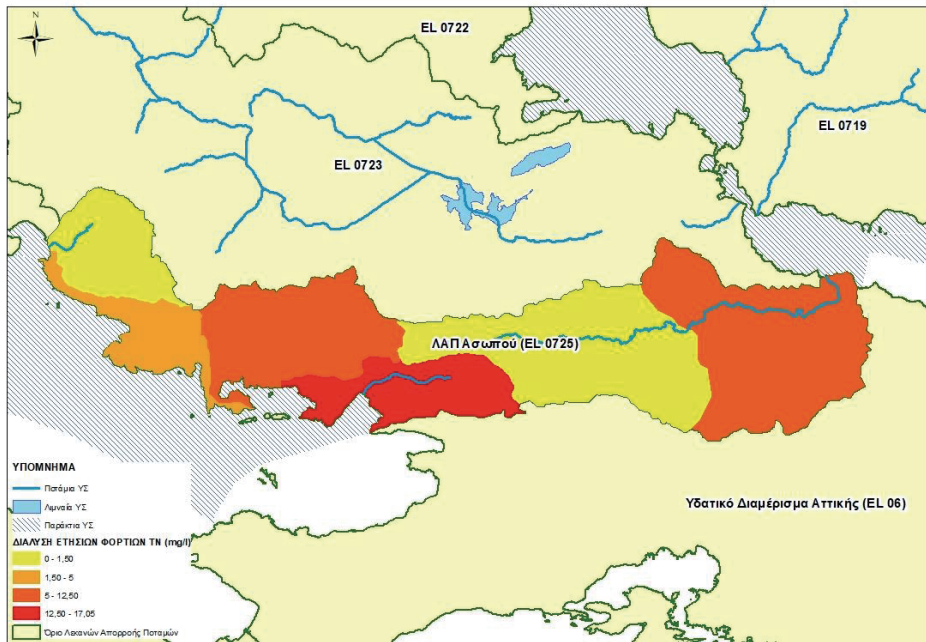 N
EL 0722
EL 0719
EL 0723
ΛΑΠ Ασωπού (EL 0725)
Υδατικό Διαμέρισμα Αττικής (EL 06)
ΥΠΟΜΝΗΜΑ
Ποτάμια ΥΣ
Λιμναία ΥΣ
Παράκτια ΥΣ
ΔΙΑΛΥΣΗ ΕΤΗΣΙΩΝ ΦΟΡΤΙΩΝ ΤΝ (mg/l)
0 - 1,50
1,50 - 5
5 - 12,50
12,50 - 17,05
Όριο Λεκανών Απορροής Ποταμών